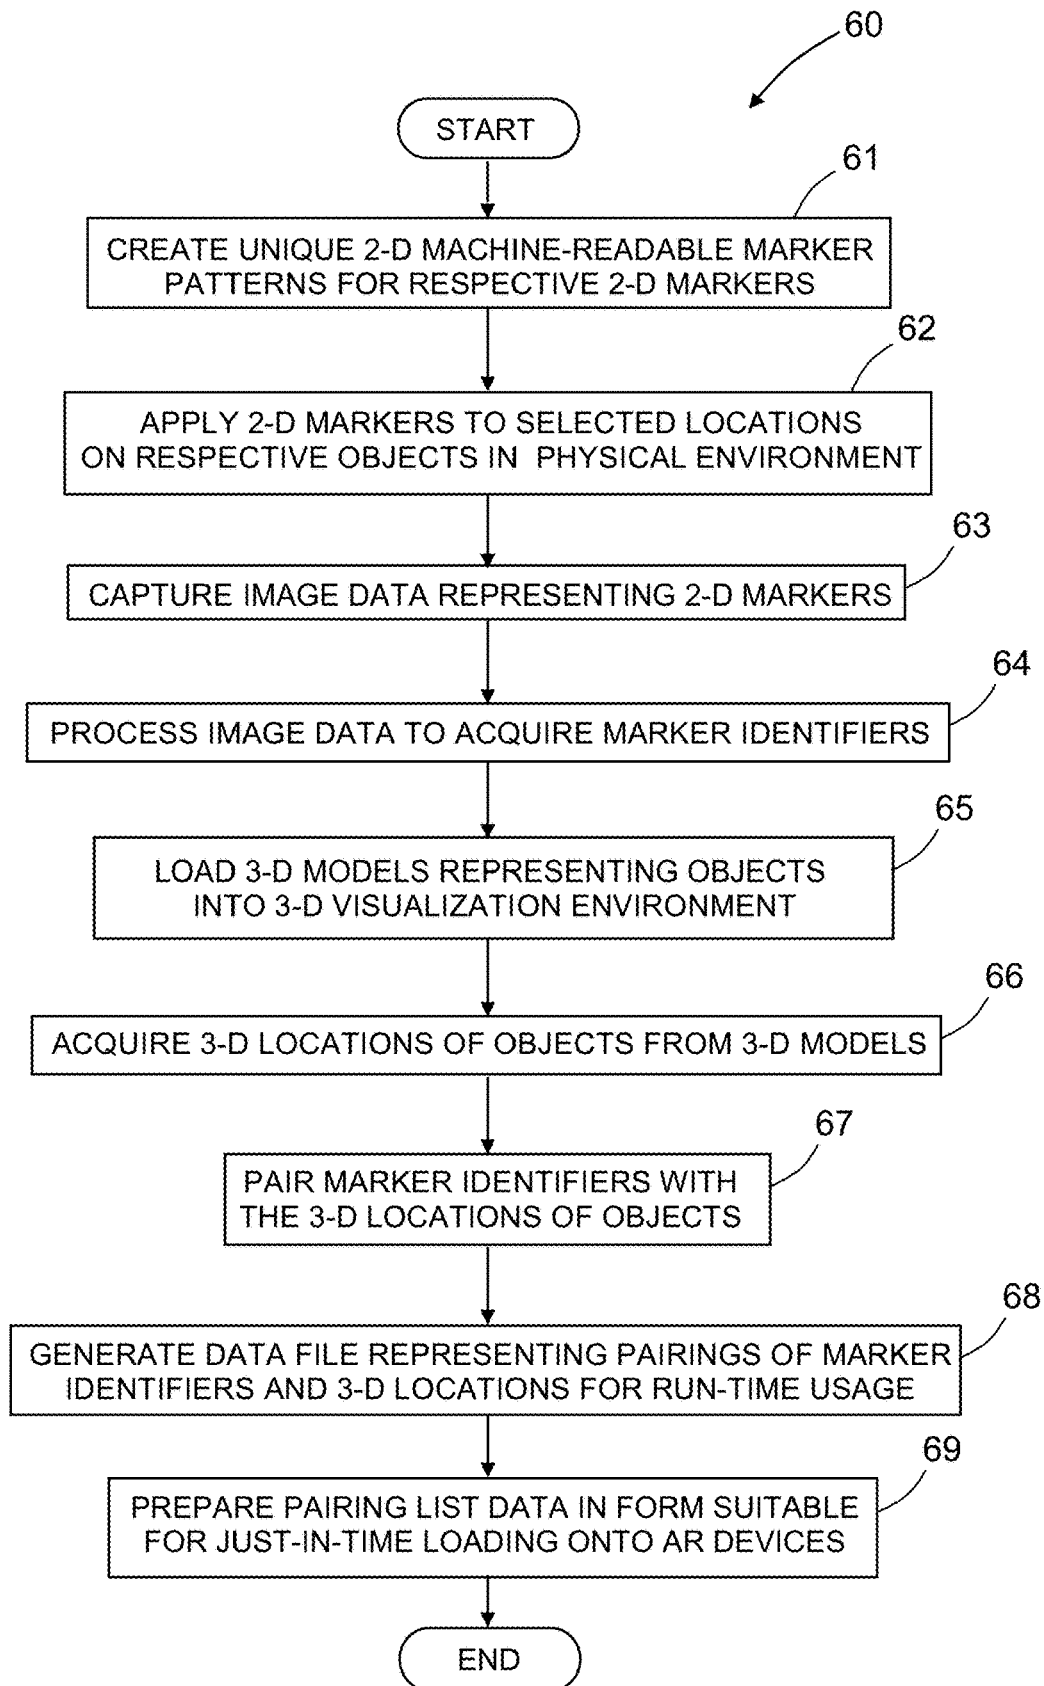 60
START
61
CREATE UNIQUE 2-D MACHINE-READABLE MARKER
PATTERNS FOR RESPECTIVE 2-D MARKERS
62
APPLY 2-D MARKERS TO SELECTED LOCATIONS
ON RESPECTIVE OBJECTS IN PHYSICAL ENVIRONMENT
63
CAPTURE IMAGE DATA REPRESENTING 2-D MARKERS
64
PROCESS IMAGE DATA TO ACQUIRE MARKER IDENTIFIERS
65
LOAD 3-D MODELS REPRESENTING OBJECTS
INTO 3-D VISUALIZATION ENVIRONMENT
66
ACQUIRE 3-D LOCATIONS OF OBJECTS FROM 3-D MODELS
67
PAIR MARKER IDENTIFIERS WITH
THE 3-D LOCATIONS OF OBJECTS
68
GENERATE DATA FILE REPRESENTING PAIRINGS OF MARKER
IDENTIFIERS AND 3-D LOCATIONS FOR RUN-TIME USAGE
69
PREPARE PAIRING LIST DATA IN FORM SUITABLE
FOR JUST-IN-TIME LOADING ONTO AR DEVICES
END